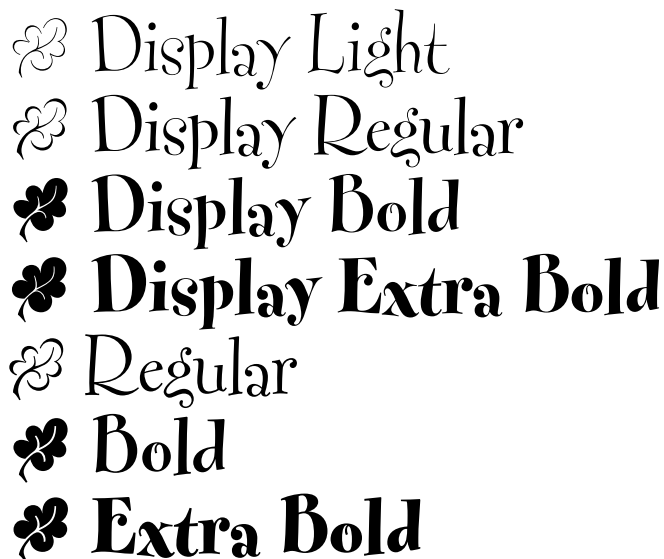 Display Light
Display Regular
Display Bold
Display Extra Bold
Regular
Bold
Extra Bold